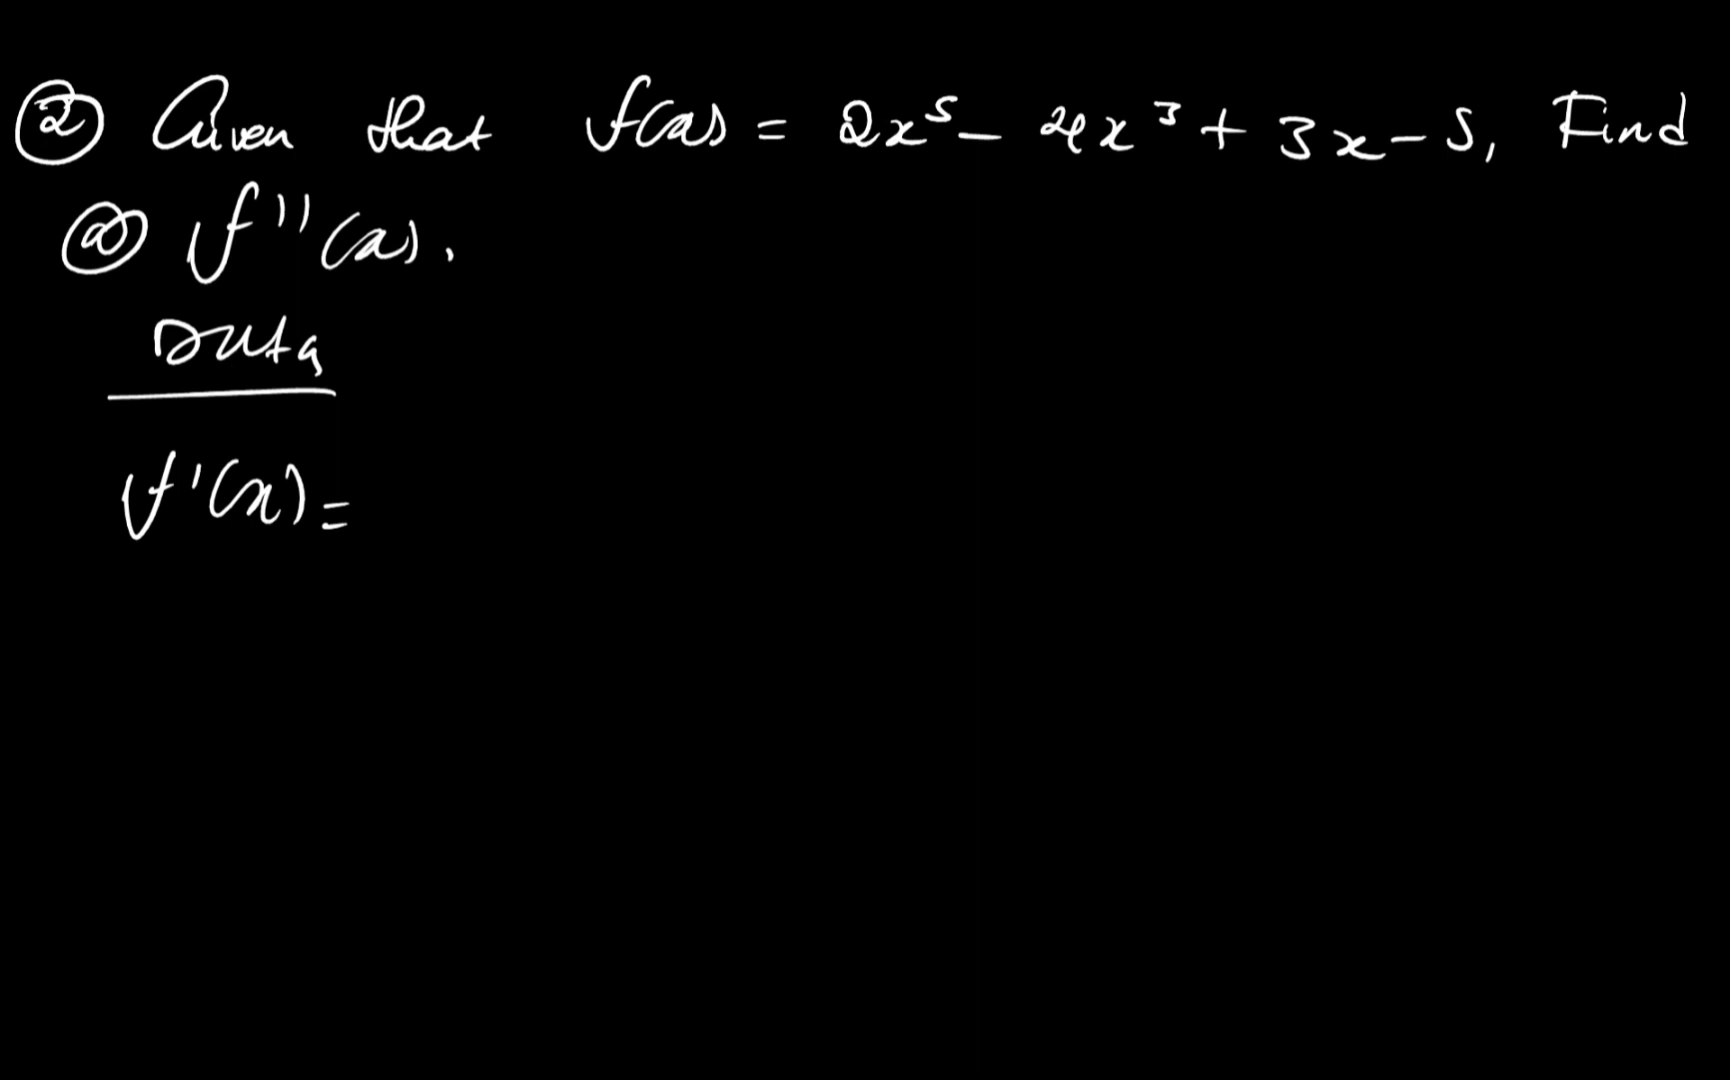 ② Given that f(x) = 2x⁵ - 4x³ + 3x - 5, Find
ⓐ f''(x).
Data
f'(x) =